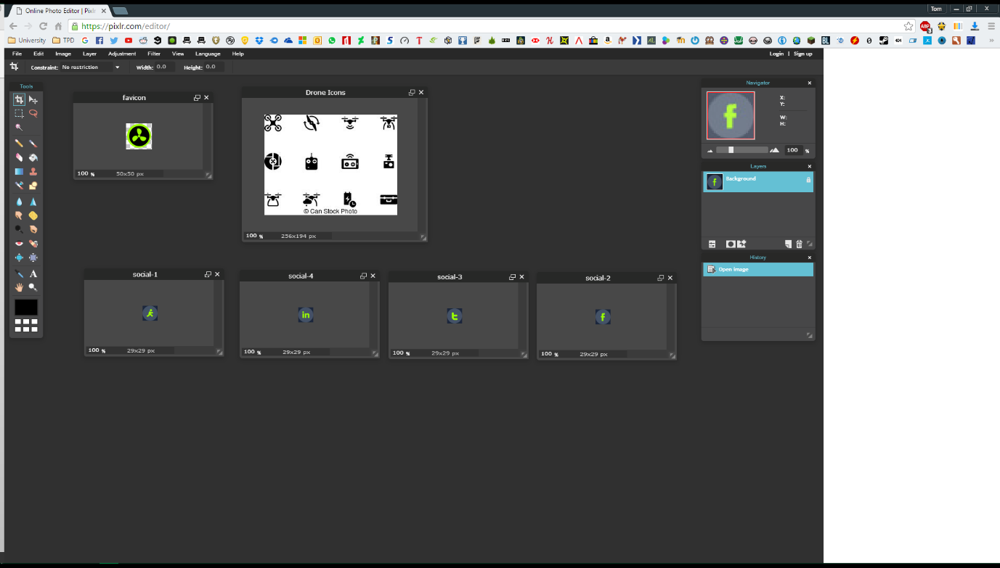 Online Photo Editor | Pixlr
Tom
https://pixlr.com/editor/
University TPD
File Edit Image Layer Adjustment Filter View Language Help
Login | Sign up
Constraint: No restriction Width: 0.0 Height: 0.0
Tools
favicon
100 % 50x50 px
Drone Icons
© Can Stock Photo
100 % 256x194 px
Navigator
X:
Y:
W:
H:
100 %
Layers
Background
History
Open image
social-1
100 % 29x29 px
social-4
in
100 % 29x29 px
social-3
t
100 % 29x29 px
social-2
f
100 % 29x29 px